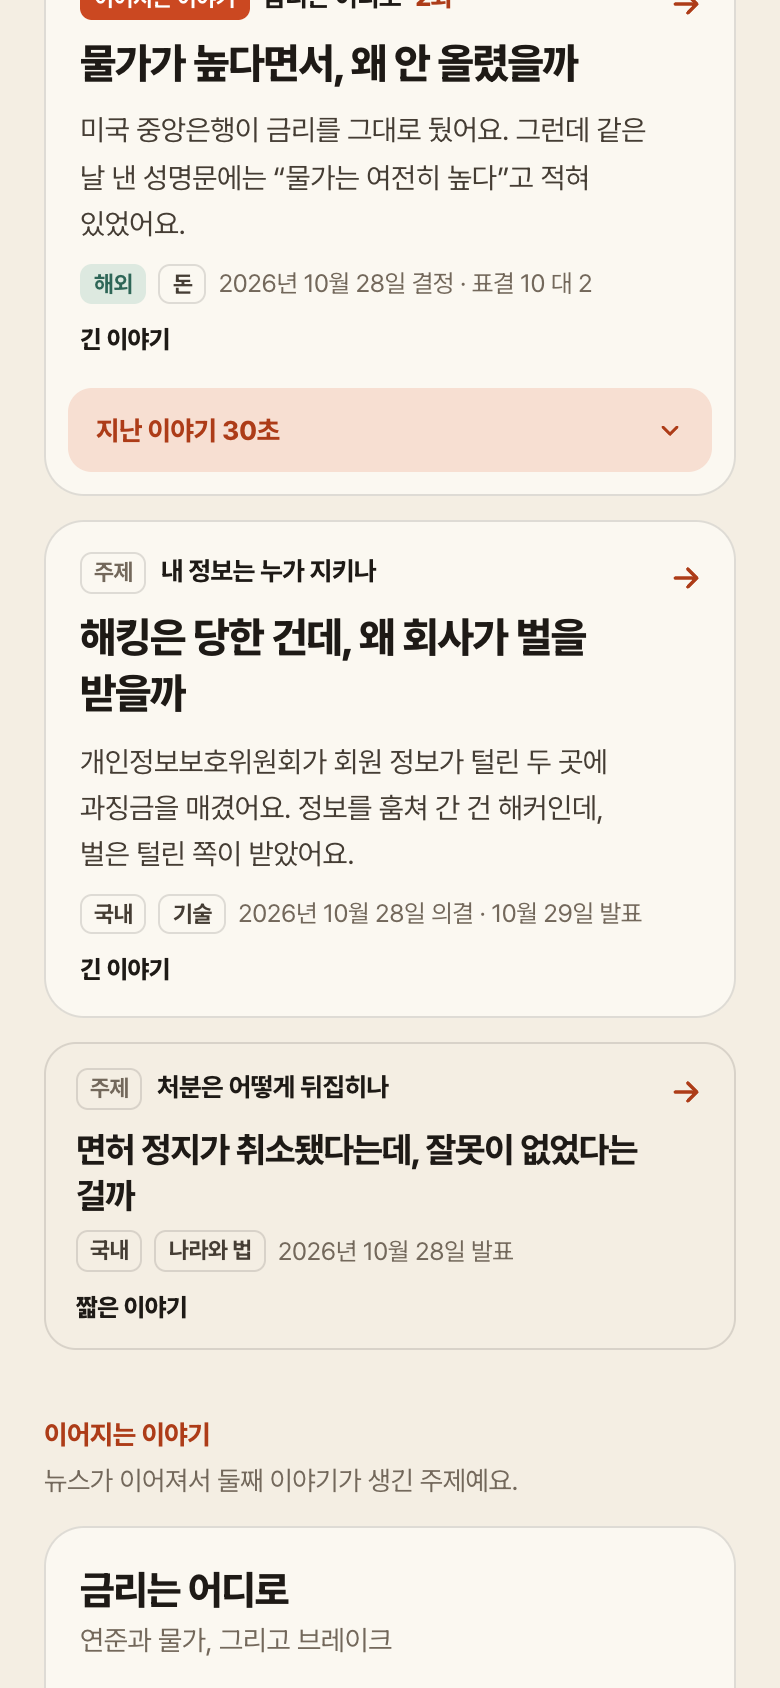 이어지는 이야기 금리는 어디로 2화
물가가 높다면서, 왜 안 올렸을까
미국 중앙은행이 금리를 그대로 뒀어요. 그런데 같은
날 낸 성명문에는 “물가는 여전히 높다”고 적혀
있었어요.
해외 돈 2026년 10월 28일 결정 · 표결 10 대 2
긴 이야기
지난 이야기 30초
주제 내 정보는 누가 지키나
해킹은 당한 건데, 왜 회사가 벌을
받을까
개인정보보호위원회가 회원 정보가 털린 두 곳에
과징금을 매겼어요. 정보를 훔쳐 간 건 해커인데,
벌은 털린 쪽이 받았어요.
국내 기술 2026년 10월 28일 의결 · 10월 29일 발표
긴 이야기
주제 처분은 어떻게 뒤집히나
면허 정지가 취소됐다는데, 잘못이 없었다는
걸까
국내 나라와 법 2026년 10월 28일 발표
짧은 이야기
이어지는 이야기
뉴스가 이어져서 둘째 이야기가 생긴 주제예요.
금리는 어디로
연준과 물가, 그리고 브레이크